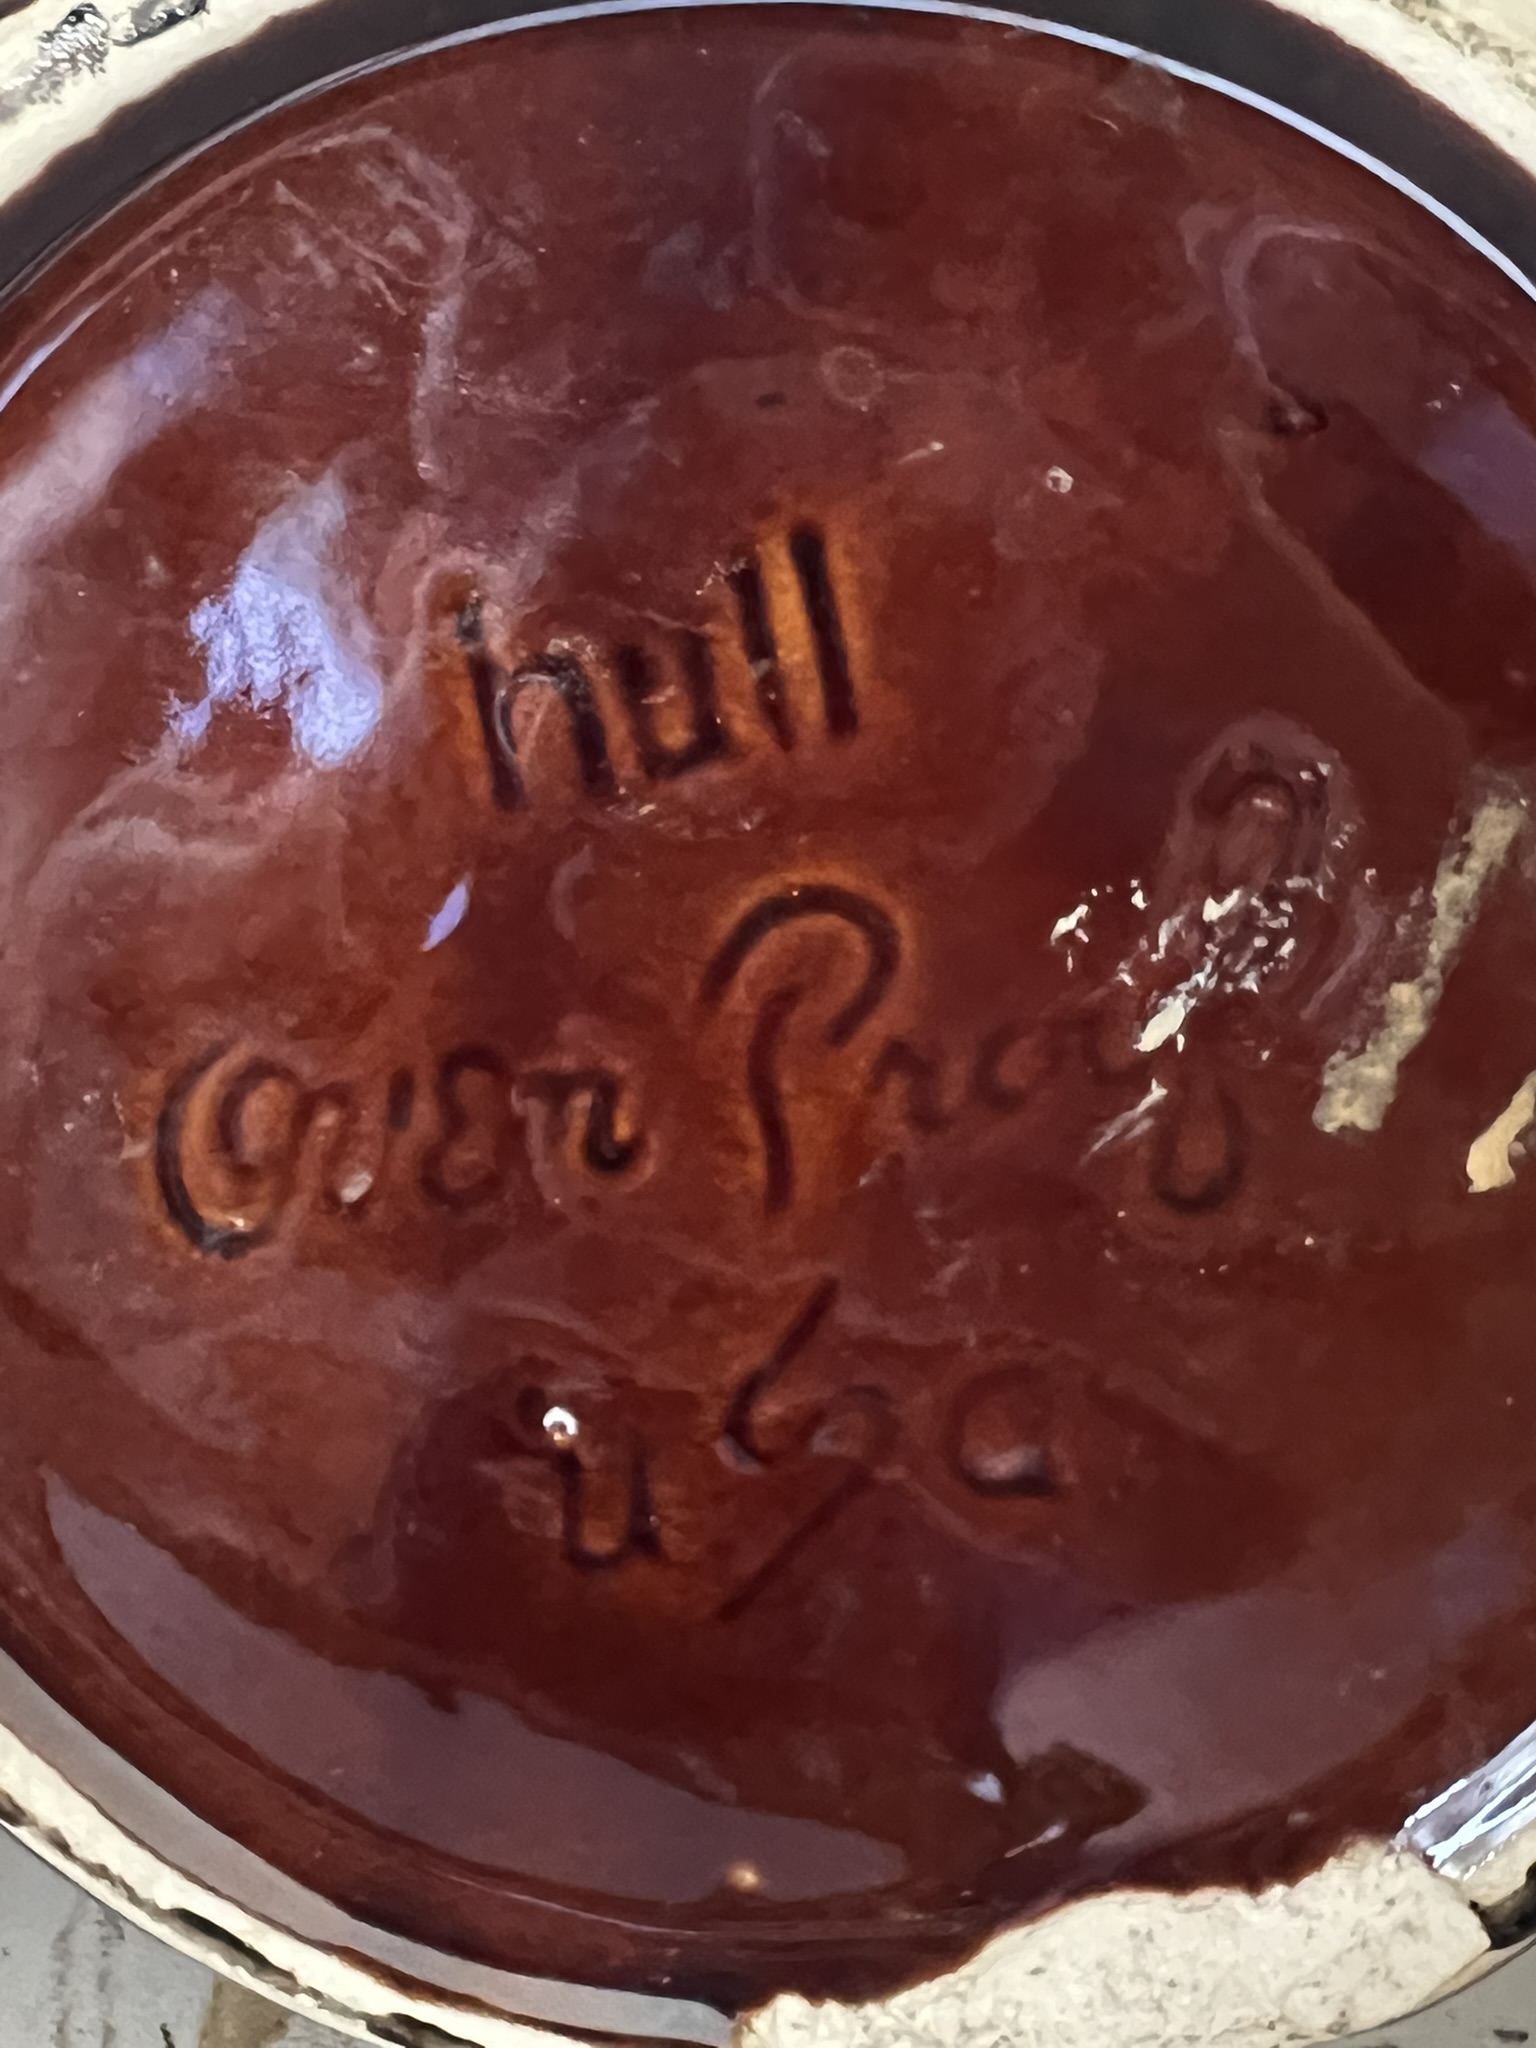 hull
Oven Proof
USA